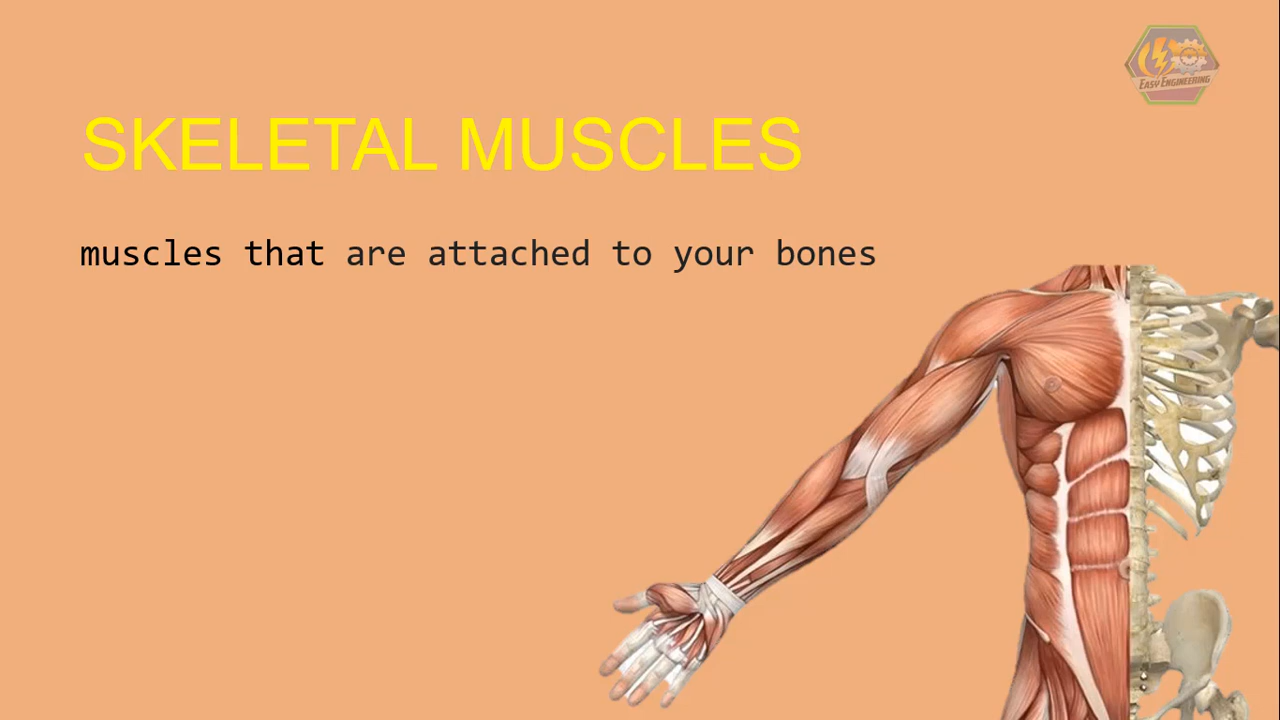 EASY ENGINEERING
SKELETAL MUSCLES
muscles that are attached to your bones